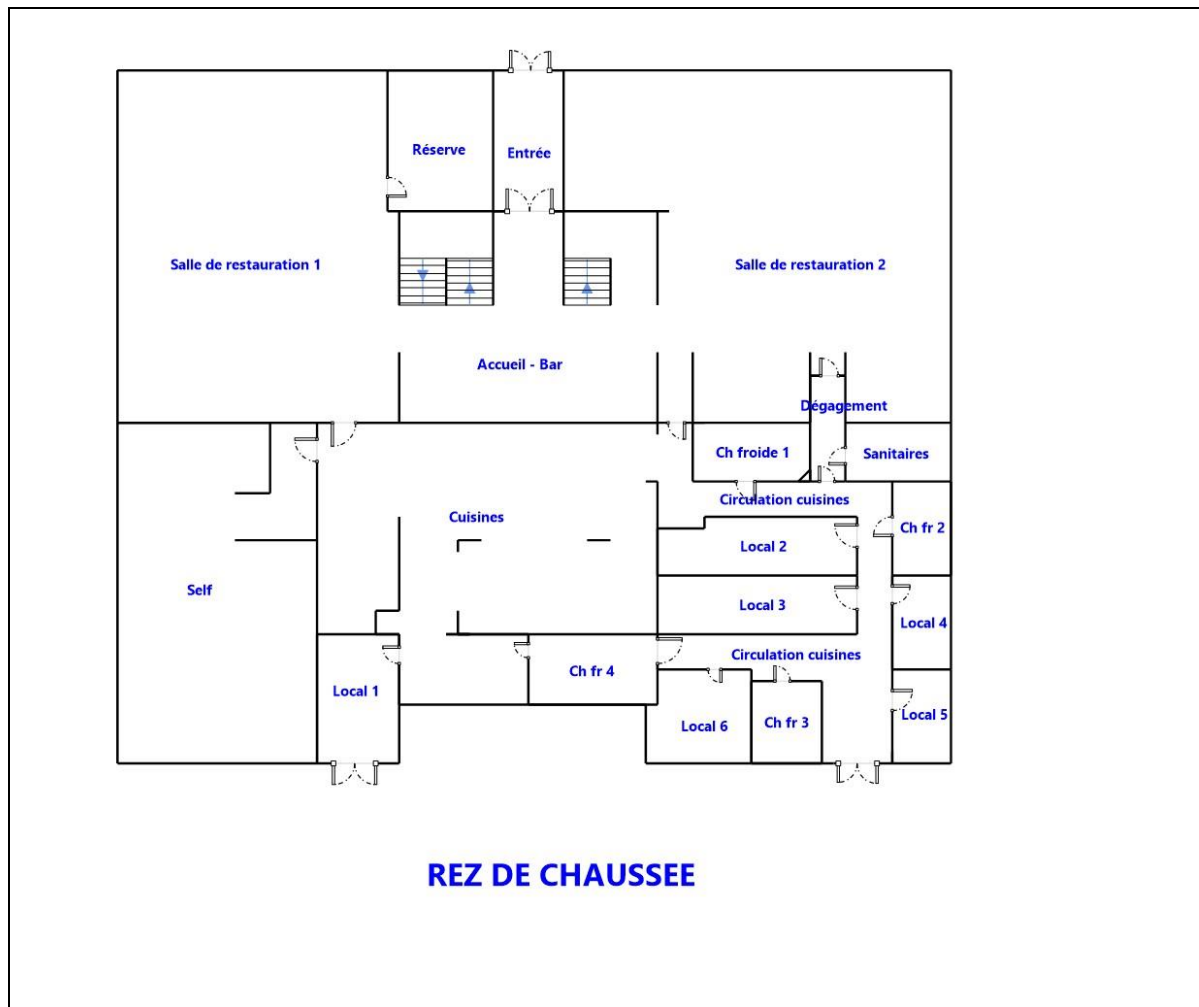 Réserve
Entrée
Salle de restauration 1
Salle de restauration 2
Accueil - Bar
Dégagement
Ch froide 1
Sanitaires
Circulation cuisines
Cuisines
Ch fr 2
Local 2
Self
Local 3
Local 4
Circulation cuisines
Ch fr 4
Local 1
Local 5
Local 6
Ch fr 3
REZ DE CHAUSSEE